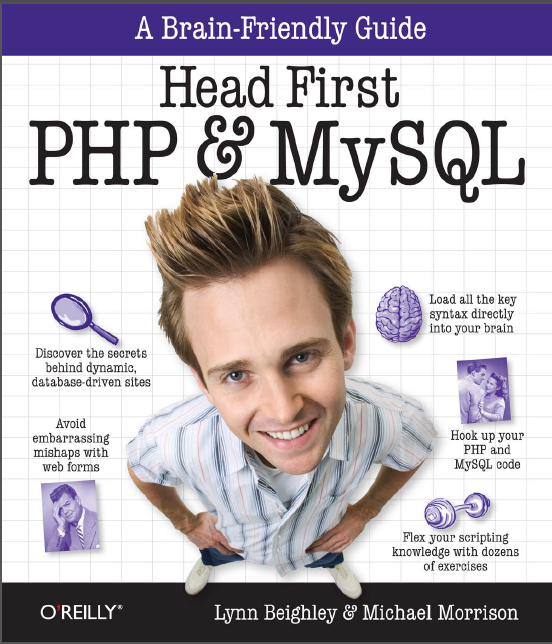 A Brain-Friendly Guide
Head First
PHP & MySQL
Load all the key
syntax directly
into your brain
Discover the secrets
behind dynamic,
database-driven sites
Avoid
embarrassing
mishaps with
web forms
Hook up your
PHP and
MySQL code
Flex your scripting
knowledge with dozens
of exercises
O'REILLY®
Lynn Beighley & Michael Morrison